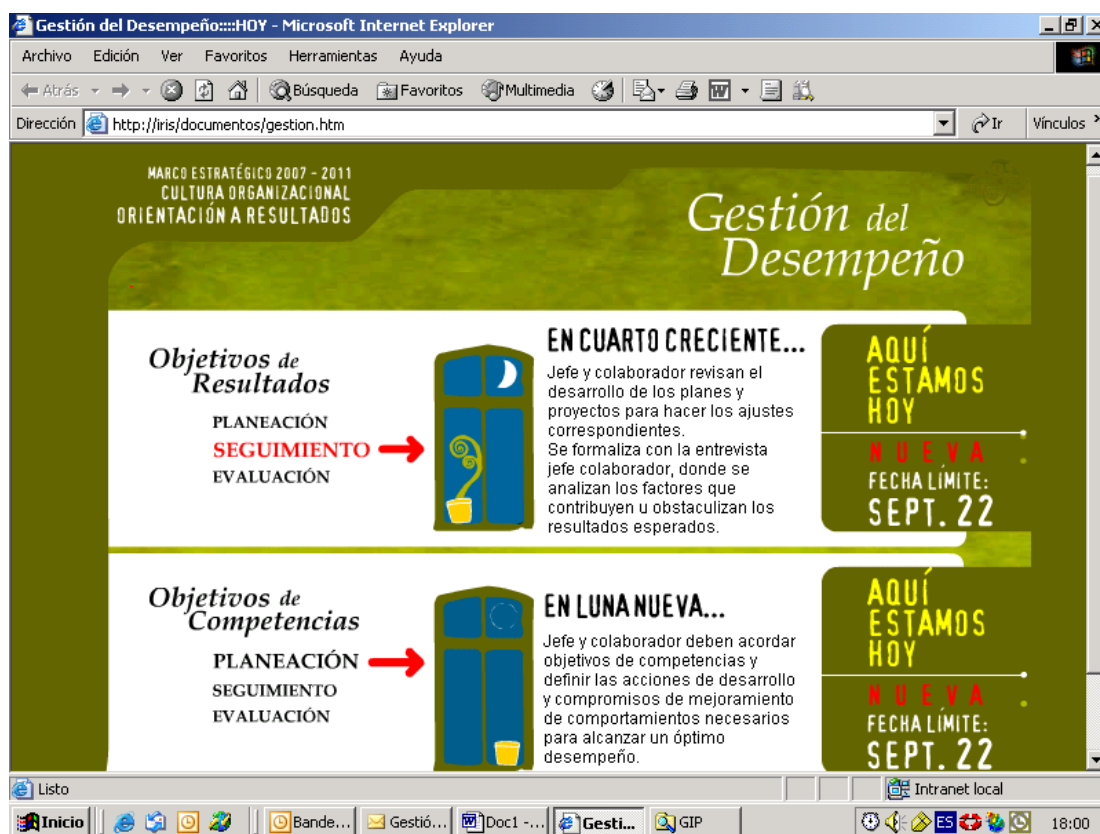 Gestión del Desempeño::::HOY - Microsoft Internet Explorer
Archivo Edición Ver Favoritos Herramientas Ayuda
Atrás Búsqueda Favoritos Multimedia
Dirección http://iris/documentos/gestion.htm Ir Vínculos
MARCO ESTRATÉGICO 2007 - 2011
CULTURA ORGANIZACIONAL
ORIENTACIÓN A RESULTADOS
Gestión del
Desempeño
Objetivos de
Resultados
PLANEACIÓN
SEGUIMIENTO
EVALUACIÓN
EN CUARTO CRECIENTE...
Jefe y colaborador revisan el
desarrollo de los planes y
proyectos para hacer los ajustes
correspondientes.
Se formaliza con la entrevista
jefe colaborador, donde se
analizan los factores que
contribuyen u obstaculizan los
resultados esperados.
AQUÍ
ESTAMOS
HOY
NUEVA
FECHA LÍMITE:
SEPT. 22
Objetivos de
Competencias
PLANEACIÓN
SEGUIMIENTO
EVALUACIÓN
EN LUNA NUEVA...
Jefe y colaborador deben acordar
objetivos de competencias y
definir las acciones de desarrollo
y compromisos de mejoramiento
de comportamientos necesarios
para alcanzar un óptimo
desempeño.
AQUÍ
ESTAMOS
HOY
NUEVA
FECHA LÍMITE:
SEPT. 22
Listo Intranet local
Inicio Bande... Gestió... Doc1 -... Gesti... GIP ES 18:00